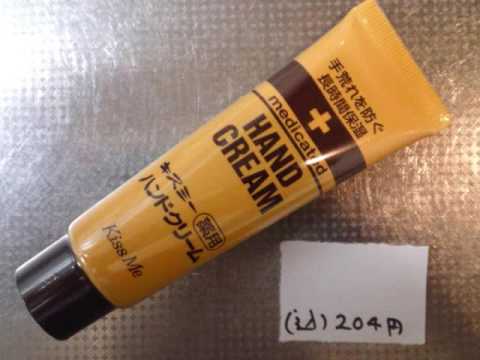 手荒れを防ぐ
長時間保湿
medicated
HAND
CREAM
キスミー 薬用
ハンドクリーム
Kiss Me
(id) 204円